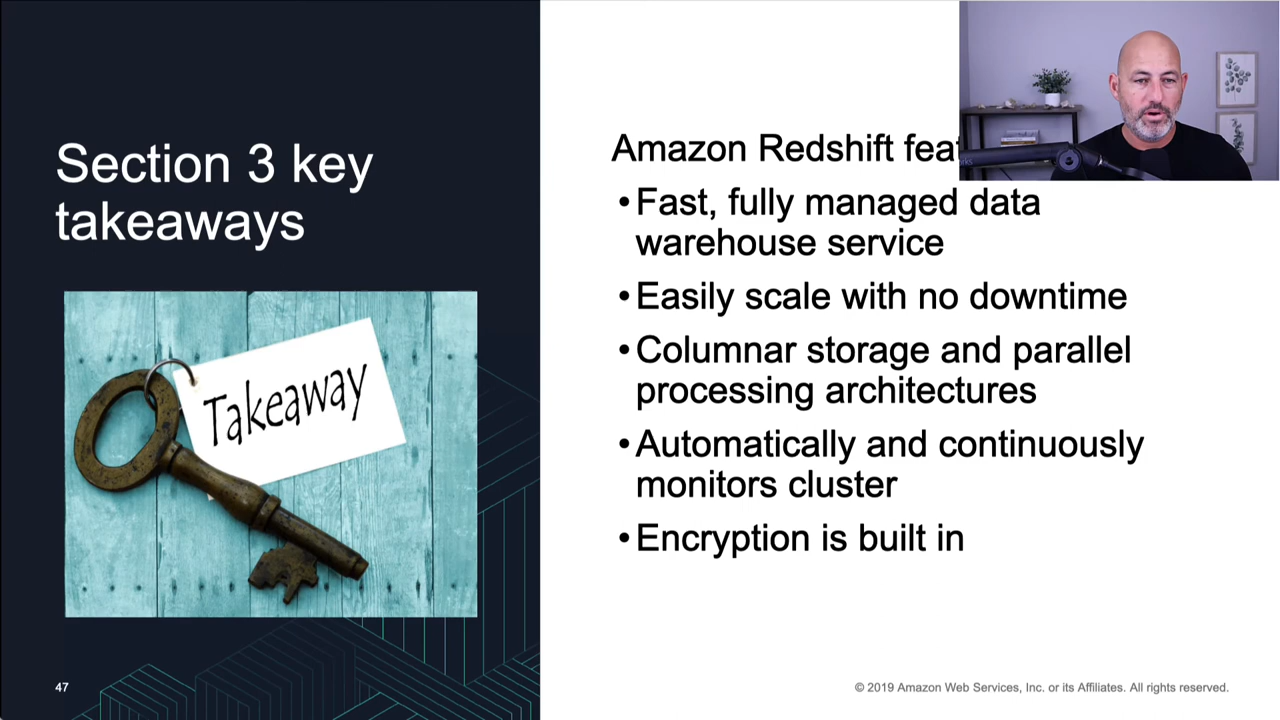 Section 3 key
takeaways
Takeaway
47
Amazon Redshift
• Fast, fully managed data
warehouse service
• Easily scale with no downtime
• Columnar storage and parallel
processing architectures
• Automatically and continuously
monitors cluster
• Encryption is built in
© 2019 Amazon Web Services, Inc. or its Affiliates. All rights reserved.